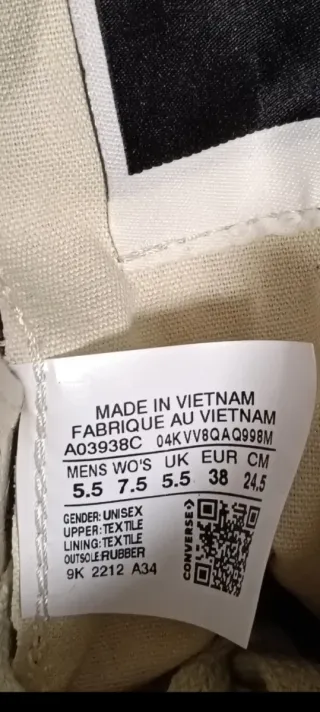 MADE IN VIETNAM
FABRIQUE AU VIETNAM
A03938C 04KVV8QAQ998M
MENS WO'S UK EUR CM
5.5 7.5 5.5 38 24,5
GENDER: UNISEX
UPPER: TEXTILE
LINING: TEXTILE
OUTSOLE: RUBBER
9K 2212 A34
CONVERSE